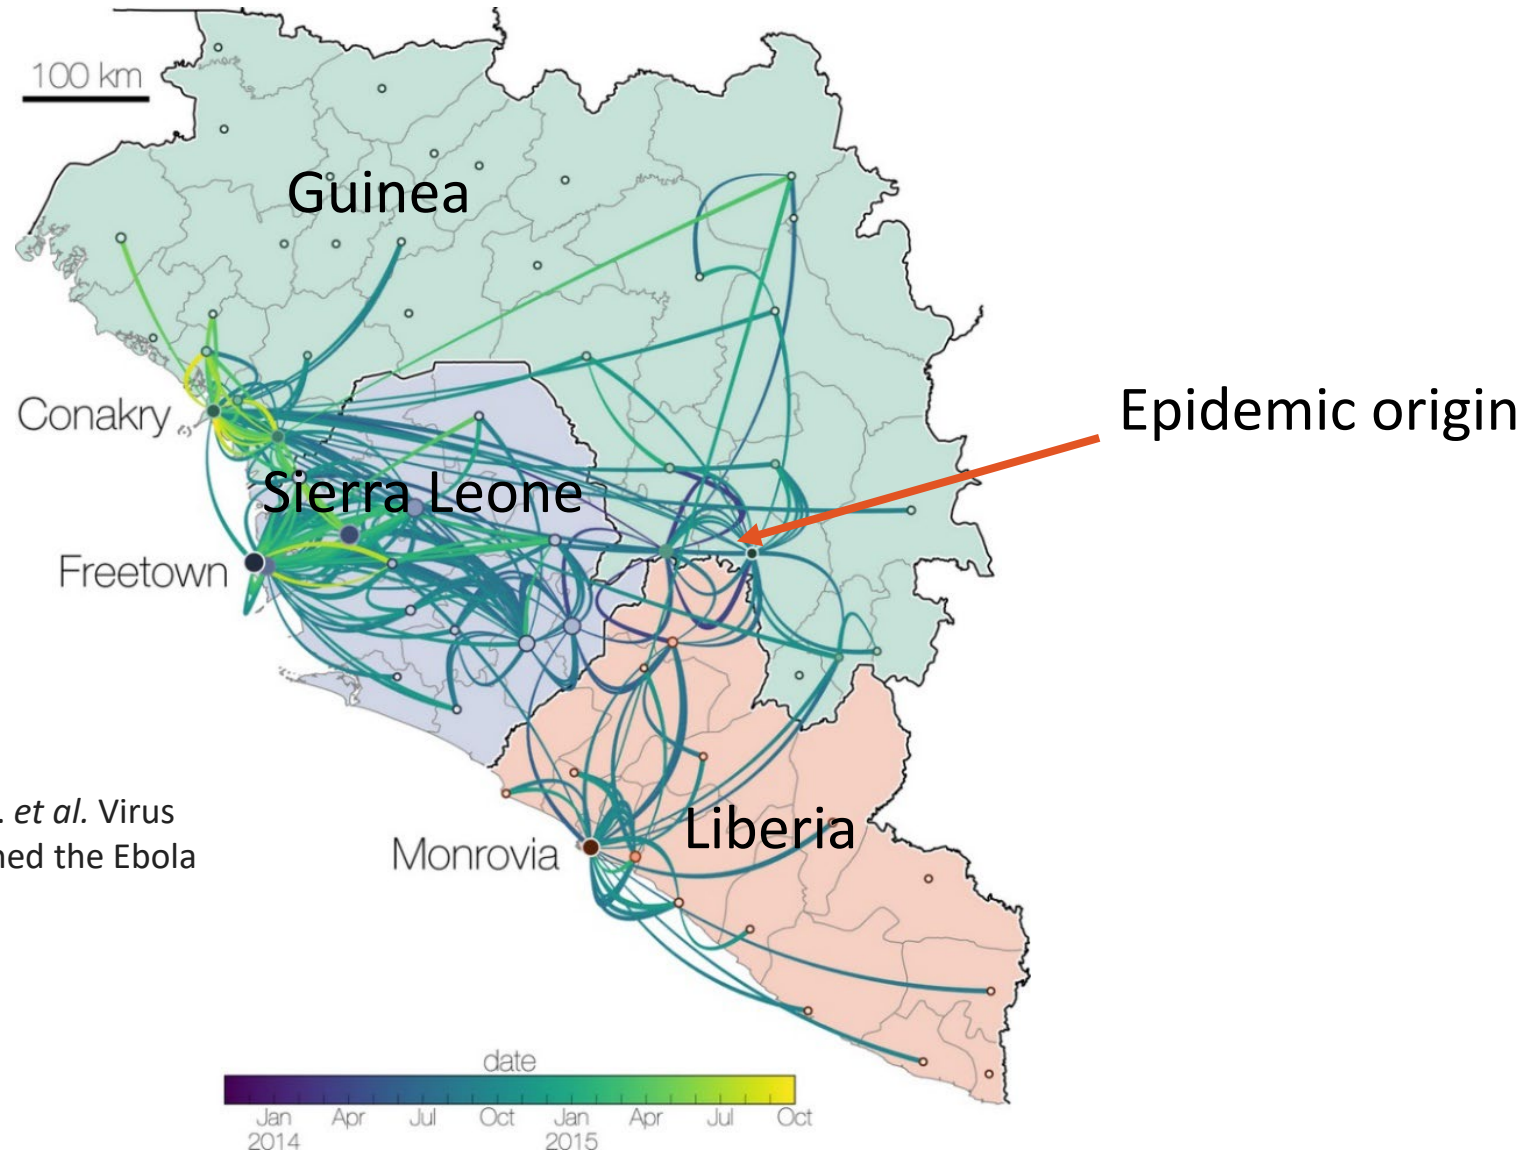 100 km
Guinea
Conakry
Epidemic origin
Sierra Leone
Freetown
. et al. Virus
ned the Ebola
Monrovia
Liberia
date
Jan Apr Jul Oct Jan Apr Jul Oct
2014 2015